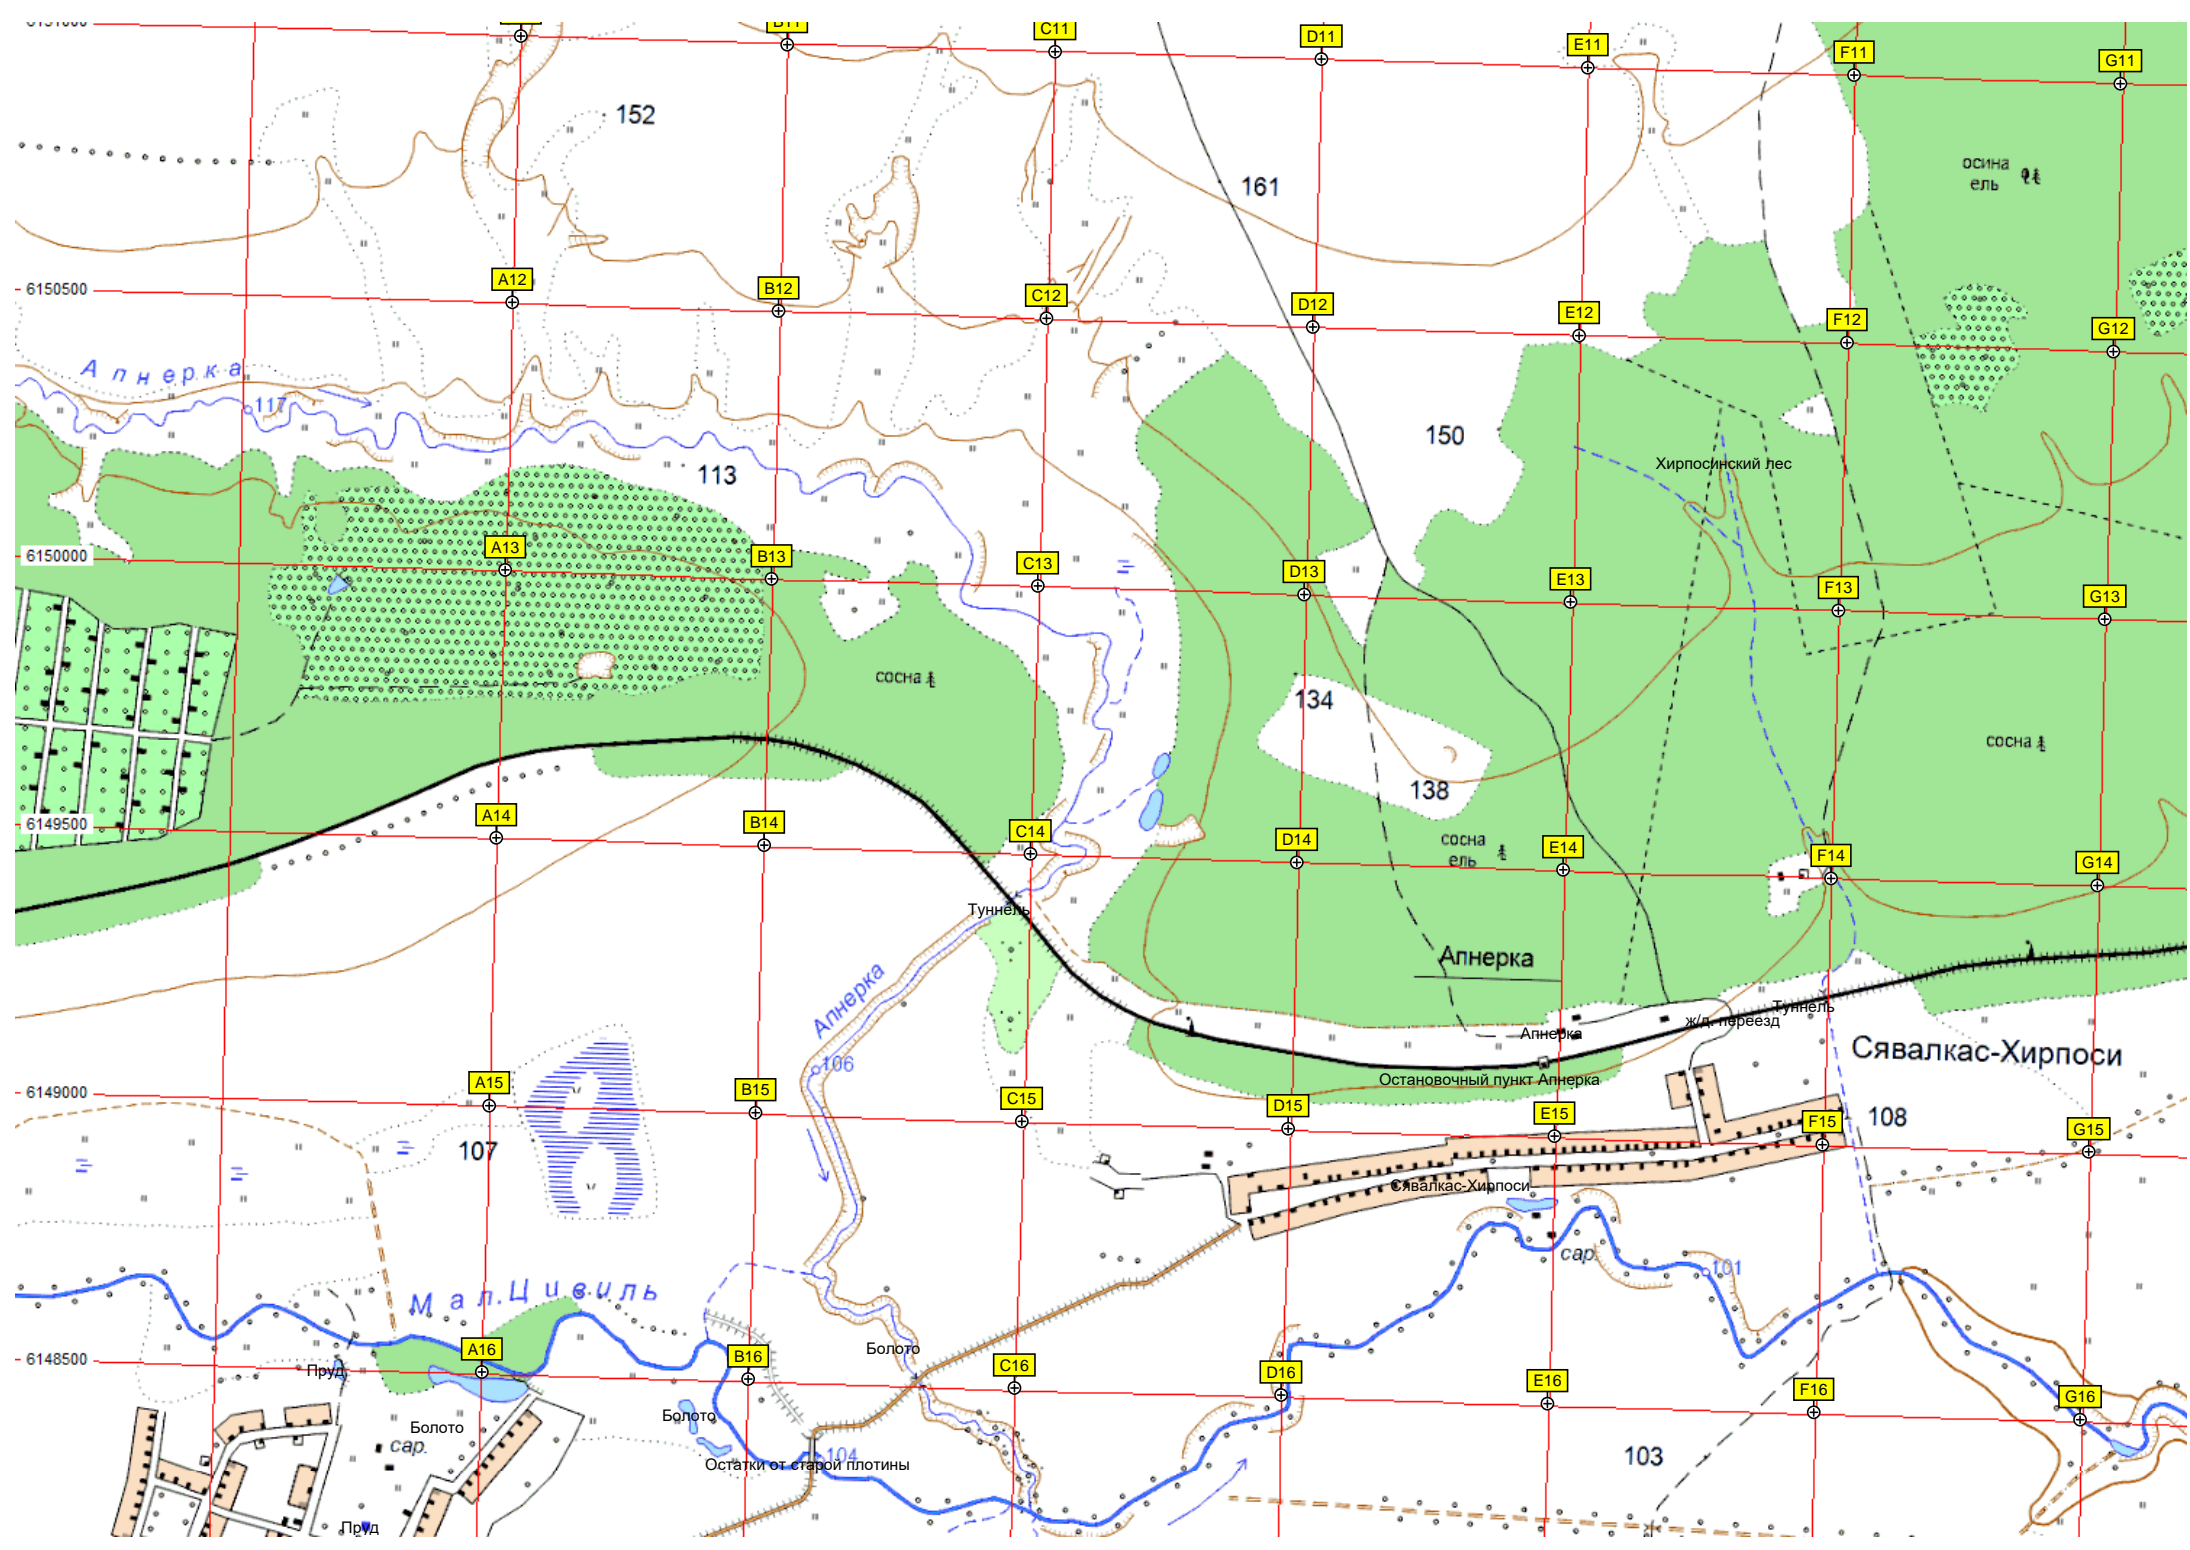 C11
D11
E11
F11
G11
152
161
осина
ель
6150500
A12
B12
C12
D12
E12
F12
G12
Апнерка
117
150
Хирпосинский лес
113
6150000
A13
B13
C13
D13
E13
F13
G13
сосна
134
сосна
138
6149500
A14
B14
C14
D14
сосна
ель
E14
F14
G14
Туннель
Апнерка
Апнерка
Туннель
ж/д. переезд
Апнерка
Сявалкас-Хирпоси
106
Остановочный пункт Апнерка
6149000
A15
B15
C15
D15
E15
F15
108
G15
107
Сявалкас-Хирпоси
сар.
101
Мал. Цивиль
Болото
6148500
A16
Пруд
B16
C16
D16
E16
F16
G16
Болото
Болото
сар.
104
Остатки от старой плотины
103
Пруд